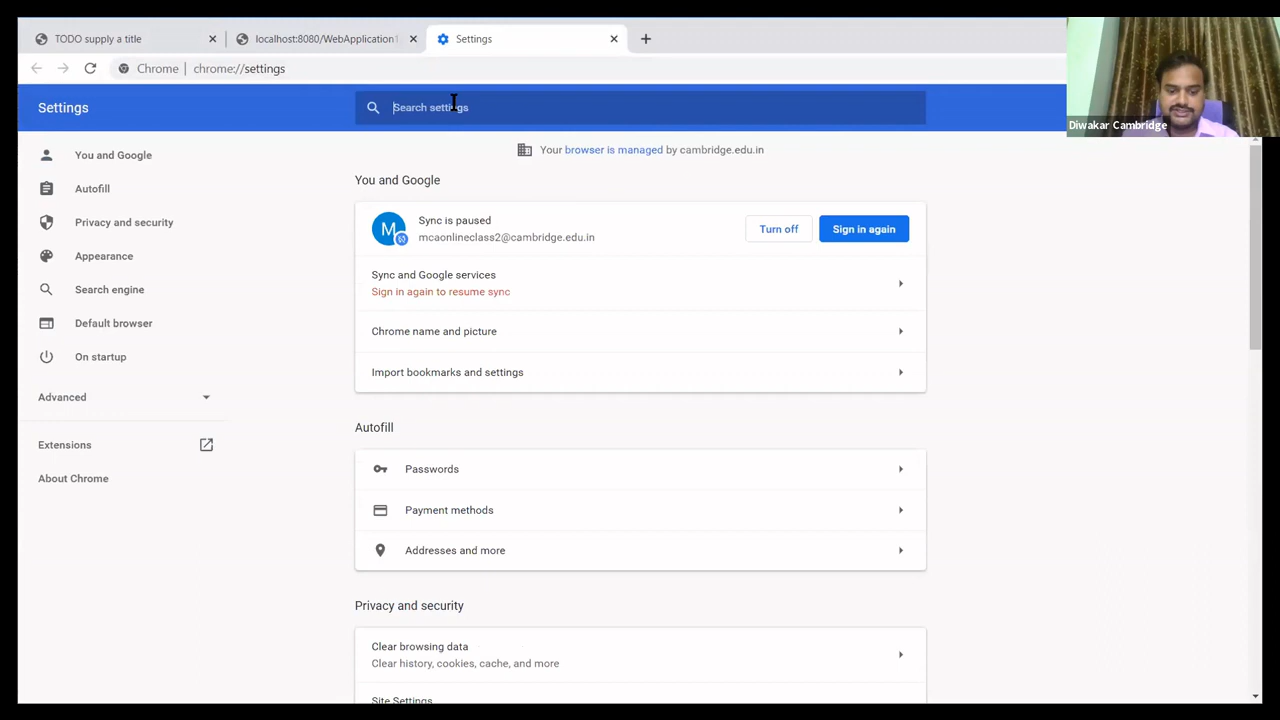 TODO supply a title
localhost:8080/WebApplication1
Settings
Chrome | chrome://settings
Settings
Search settings
Diwakar Cambridge
Your browser is managed by cambridge.edu.in
You and Google
Autofill
Privacy and security
Appearance
Search engine
Default browser
On startup
Advanced
Extensions
About Chrome
You and Google
M
Sync is paused
mcaonlineclass2@cambridge.edu.in
Turn off
Sign in again
Sync and Google services
Sign in again to resume sync
Chrome name and picture
Import bookmarks and settings
Autofill
Passwords
Payment methods
Addresses and more
Privacy and security
Clear browsing data
Clear history, cookies, cache, and more
Site Settings